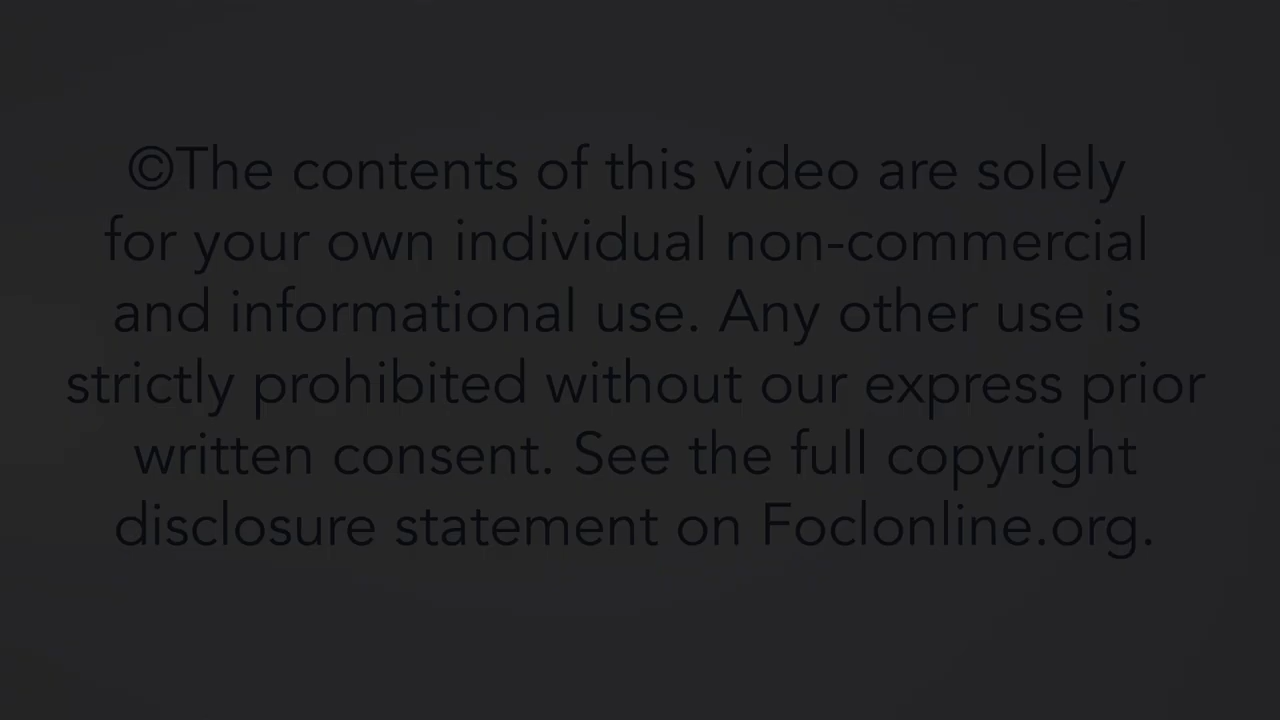 ©The contents of this video are solely
for your own individual non-commercial
and informational use. Any other use is
strictly prohibited without our express prior
written consent. See the full copyright
disclosure statement on Foclonline.org.